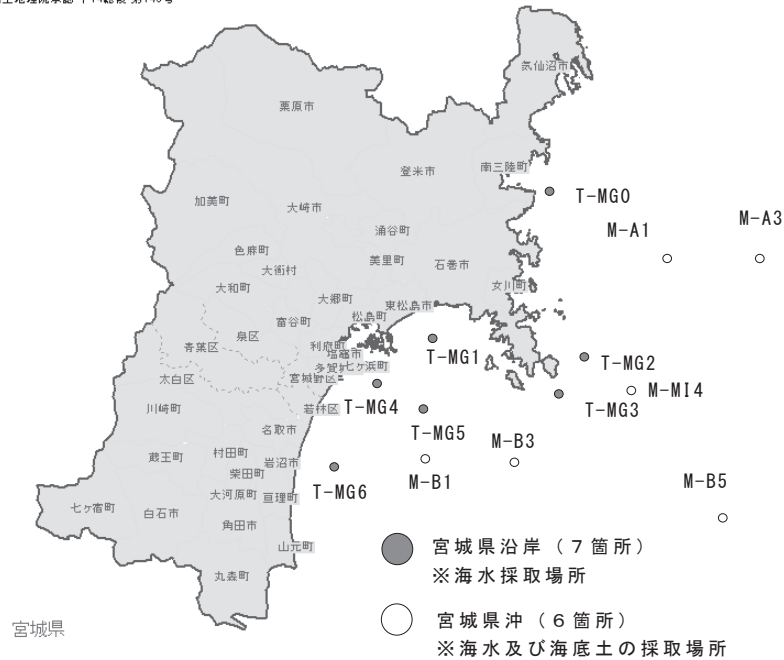 気仙沼市
栗原市
登米市
南三陸町
加美町
大崎市
T-MG0
M-A3
M-A1
涌谷町
色麻町
美里町
石巻市
大衡村
大和町
女川町
大郷町
東松島市
富谷町
松島町
泉区
利府町
青葉区
塩竈市
T-MG1
T-MG2
七ヶ浜町
太白区
宮城野区
M-MI4
川崎町
若林区
T-MG4
T-MG3
名取市
T-MG5
M-B3
蔵王町
村田町
岩沼市
柴田町
M-B1
M-B5
大河原町
亘理町
T-MG6
七ヶ宿町
白石市
角田市
山元町
丸森町
宮城県沿岸（７箇所）
※海水採取場所
宮城県沖（６箇所）
※海水及び海底土の採取場所
宮城県